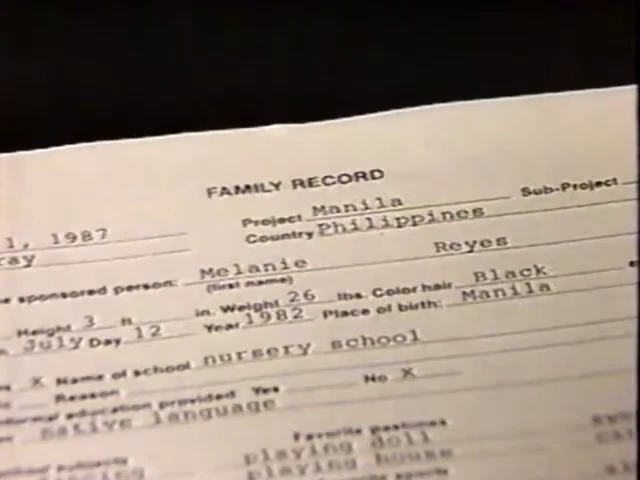 FAMILY RECORD
Project Manila Sub-Project
1, 1987 Country Philippines
ray
sponsored person: Melanie Reyes
(first name)
Height 3 ft. in. Weight 26 lbs. Color hair Black
July Day 12 Year 1982 Place of birth: Manila
X Name of school nursery school
Reason
education provided Yes No X
native language
Favorite pastimes
playing doll
playing house